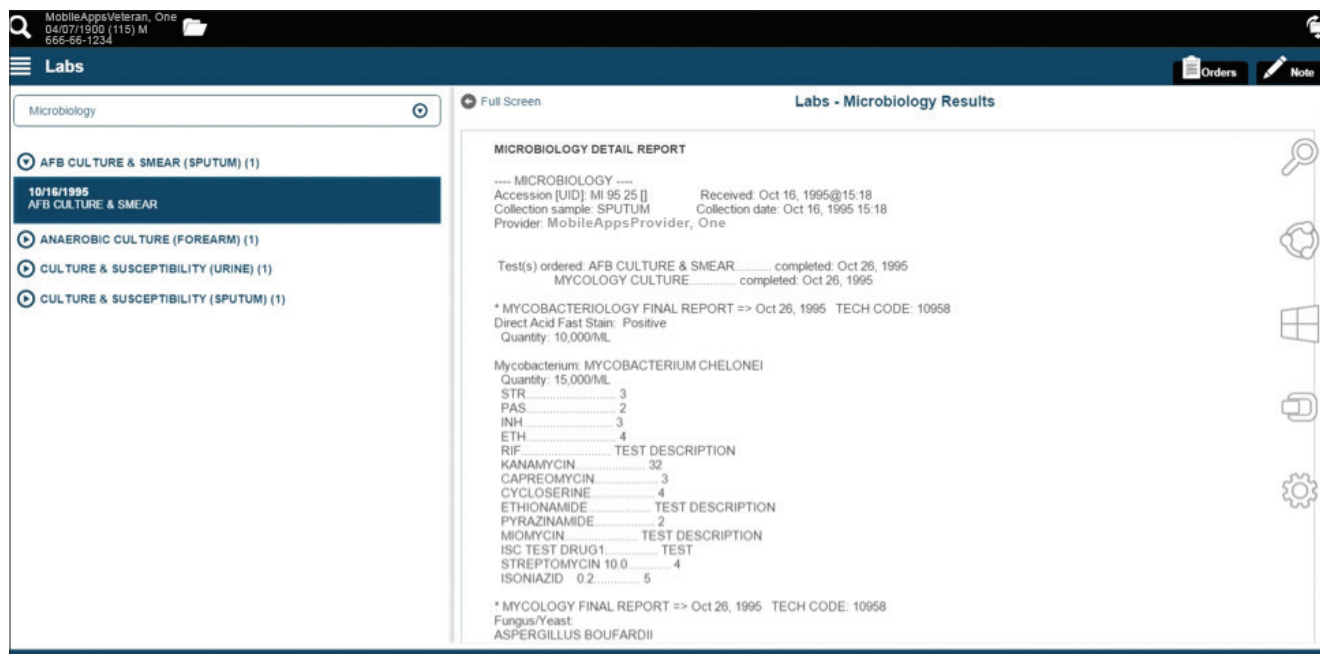 MobileAppsVeteran, One
04/07/1900 (115) M
666-66-1234
Labs
Orders
Note
Microbiology
AFB CULTURE & SMEAR (SPUTUM) (1)
10/16/1995
AFB CULTURE & SMEAR
ANAEROBIC CULTURE (FOREARM) (1)
CULTURE & SUSCEPTIBILITY (URINE) (1)
CULTURE & SUSCEPTIBILITY (SPUTUM) (1)
Full Screen
Labs - Microbiology Results
MICROBIOLOGY DETAIL REPORT
---- MICROBIOLOGY ----
Accession [UID]: MI 95 25 [] Received: Oct 16, 1995@15:18
Collection sample: SPUTUM Collection date: Oct 16, 1995 15:18
Provider: MobileAppsProvider, One
Test(s) ordered: AFB CULTURE & SMEAR........... completed: Oct 26, 1995
MYCOLOGY CULTURE.............. completed: Oct 26, 1995
* MYCOBACTERIOLOGY FINAL REPORT => Oct 26, 1995 TECH CODE: 10958
Direct Acid Fast Stain: Positive
Quantity: 10,000/ML
Mycobacterium: MYCOBACTERIUM CHELONEI
Quantity: 15,000/ML
STR........................... 3
PAS........................... 2
INH........................... 3
ETH........................... 4
RIF........................... TEST DESCRIPTION
KANAMYCIN..................... 32
CAPREOMYCIN................... 3
CYCLOSERINE................... 4
ETHIONAMIDE................... TEST DESCRIPTION
PYRAZINAMIDE.................. 2
MIOMYCIN...................... TEST DESCRIPTION
ISC TEST DRUG1................ TEST
STREPTOMYCIN 10.0............. 4
ISONIAZID 0.2.............. 5
* MYCOLOGY FINAL REPORT => Oct 26, 1995 TECH CODE: 10958
Fungus/Yeast:
ASPERGILLUS BOUFARDII